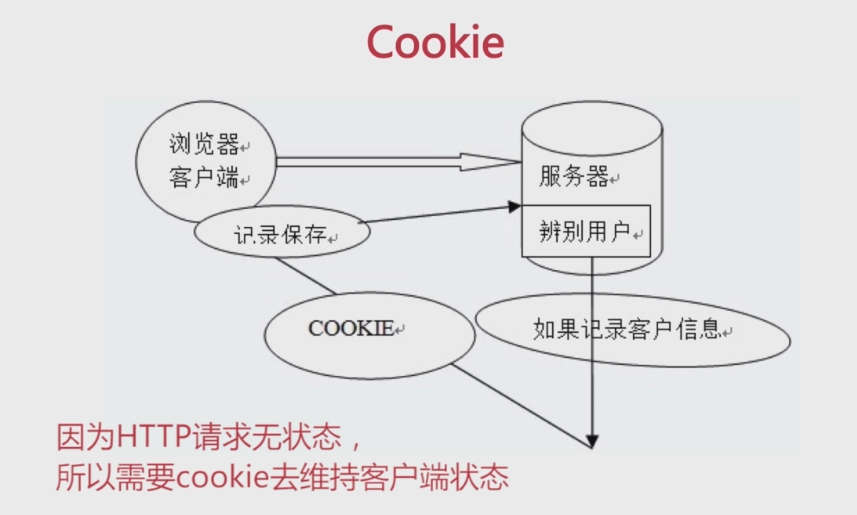 Cookie
浏览器
客户端
服务器
记录保存
辨别用户
COOKIE
如果记录客户信息
因为HTTP请求无状态，
所以需要cookie去维持客户端状态